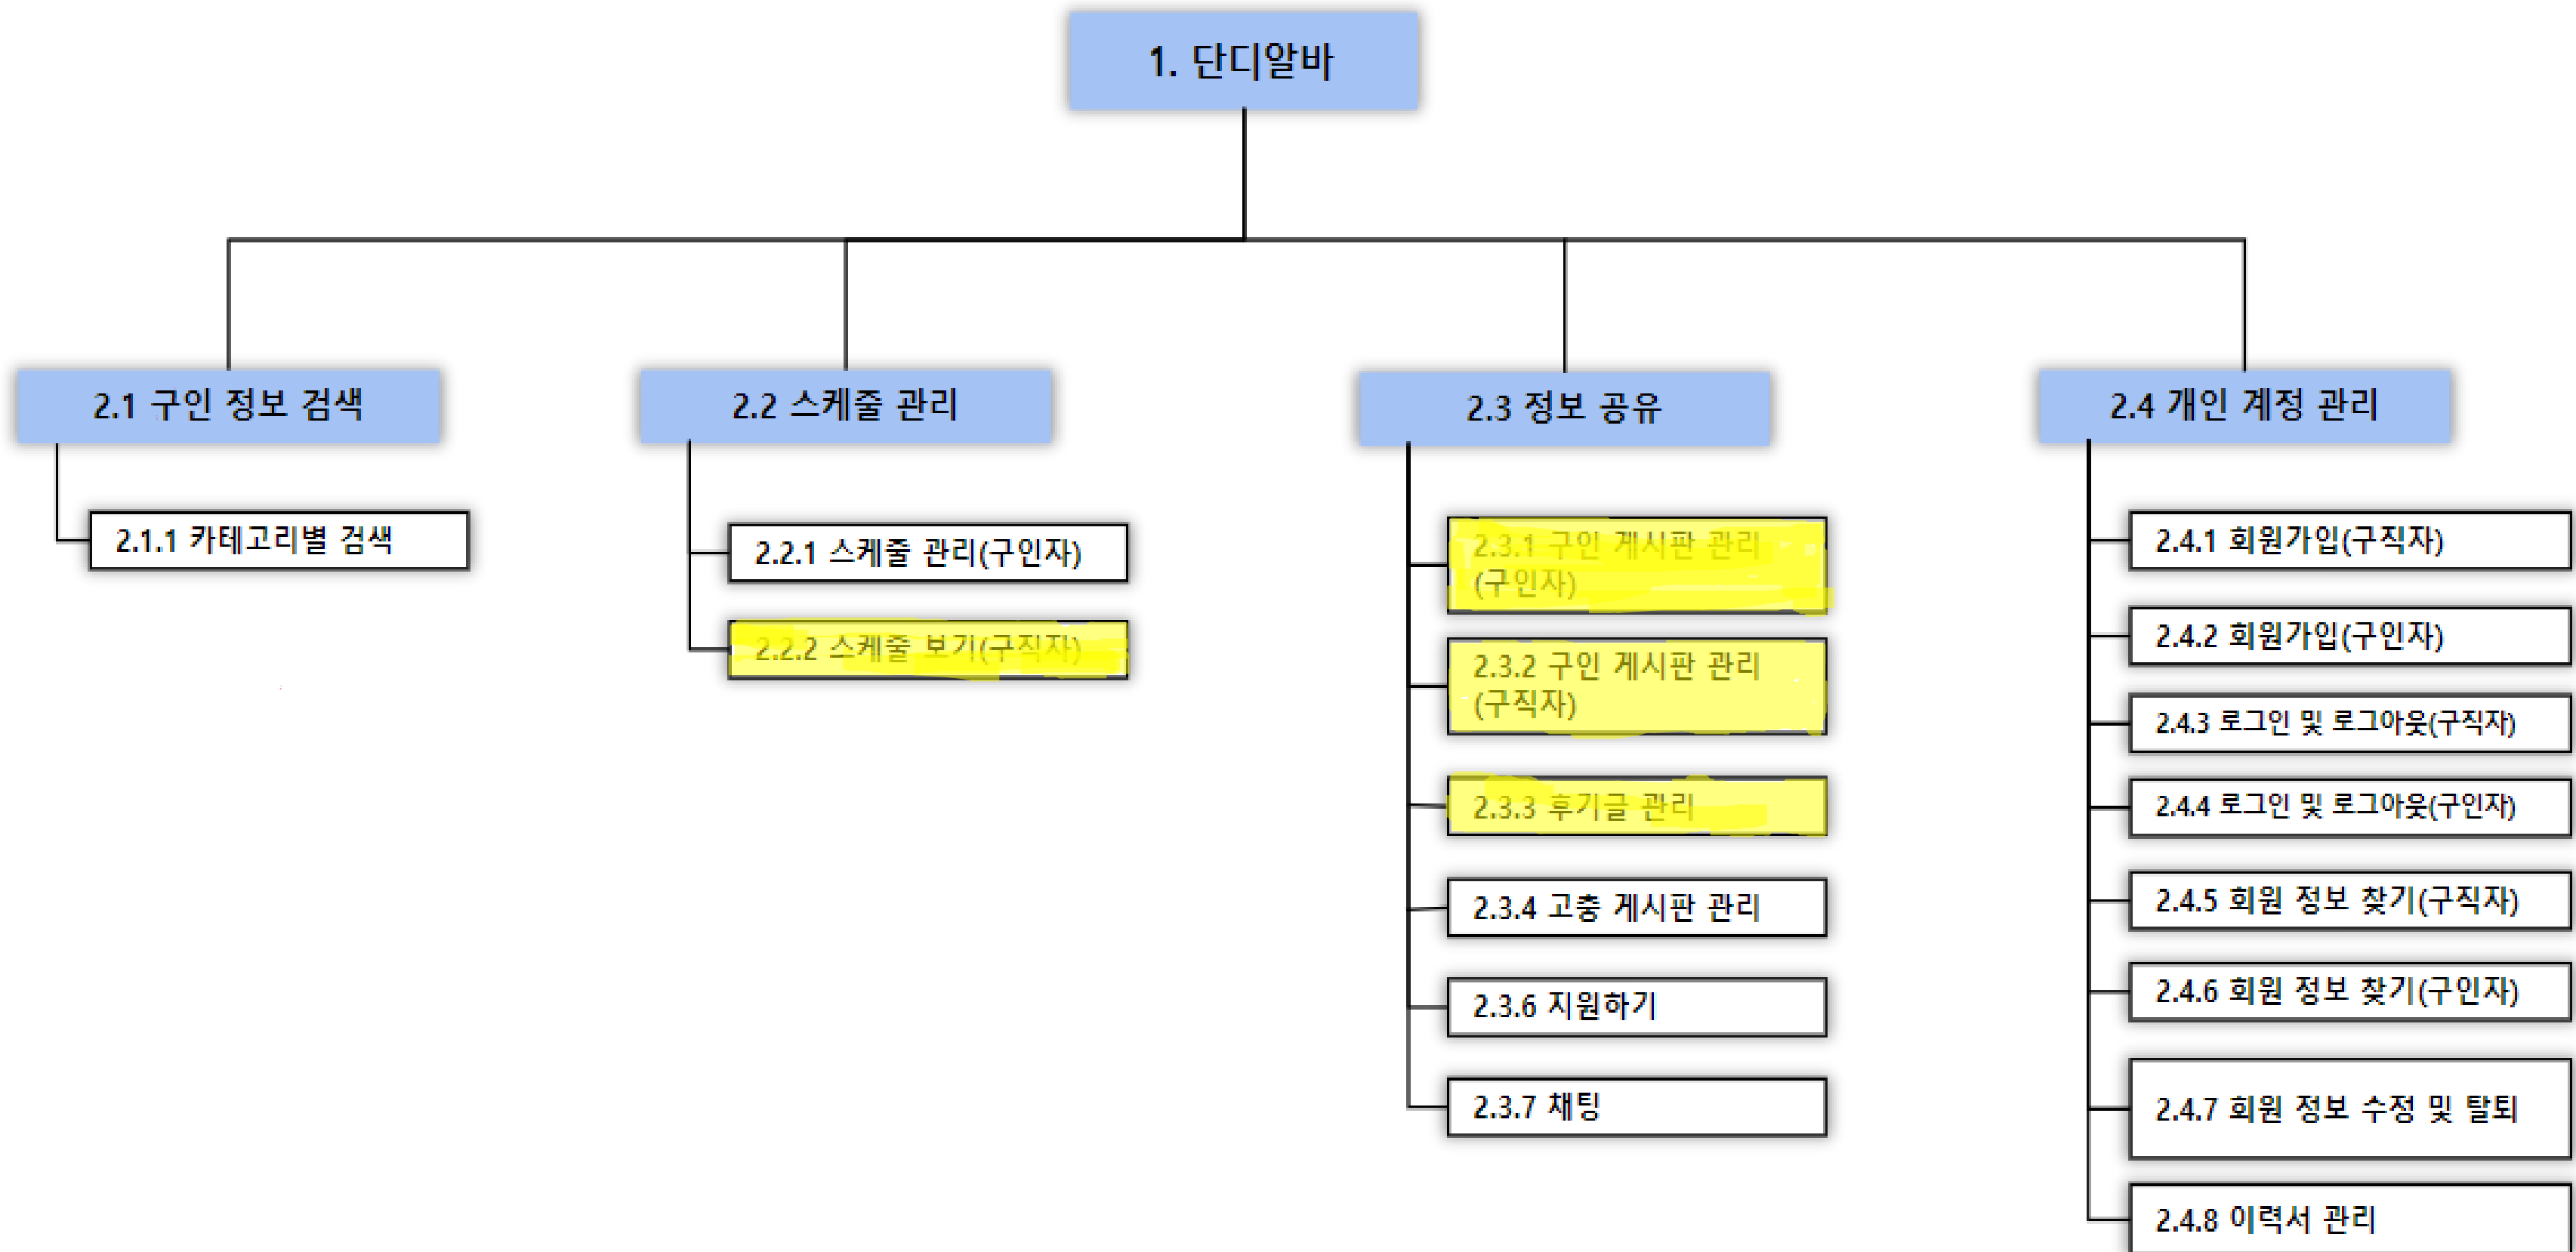 1. 단디알바
2.1 구인 정보 검색
2.1.1 카테고리별 검색
2.2 스케줄 관리
2.2.1 스케줄 관리(구인자)
2.2.2 스케줄 보기(구직자)
2.3 정보 공유
2.3.1 구인 게시판 관리
(구인자)
2.3.2 구인 게시판 관리
(구직자)
2.3.3 후기글 관리
2.3.4 고충 게시판 관리
2.3.6 지원하기
2.3.7 채팅
2.4 개인 계정 관리
2.4.1 회원가입(구직자)
2.4.2 회원가입(구인자)
2.4.3 로그인 및 로그아웃(구직자)
2.4.4 로그인 및 로그아웃(구인자)
2.4.5 회원 정보 찾기(구직자)
2.4.6 회원 정보 찾기(구인자)
2.4.7 회원 정보 수정 및 탈퇴
2.4.8 이력서 관리